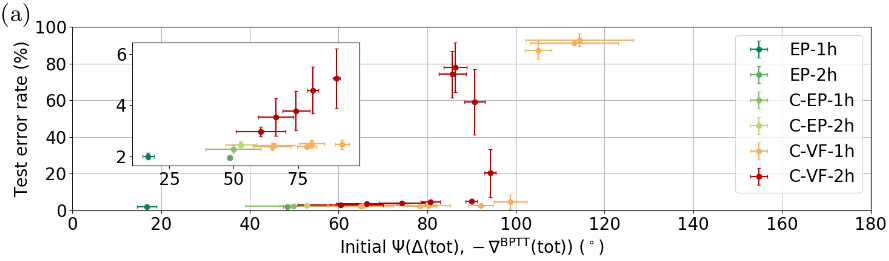 (a)
Test error rate (%)
100
80
60
40
20
0
6
4
2
25 50 75
EP-1h
EP-2h
C-EP-1h
C-EP-2h
C-VF-1h
C-VF-2h
0 20 40 60 80 100 120 140 160 180
Initial Ψ(Δ(tot), −∇^BPTT(tot)) (°)